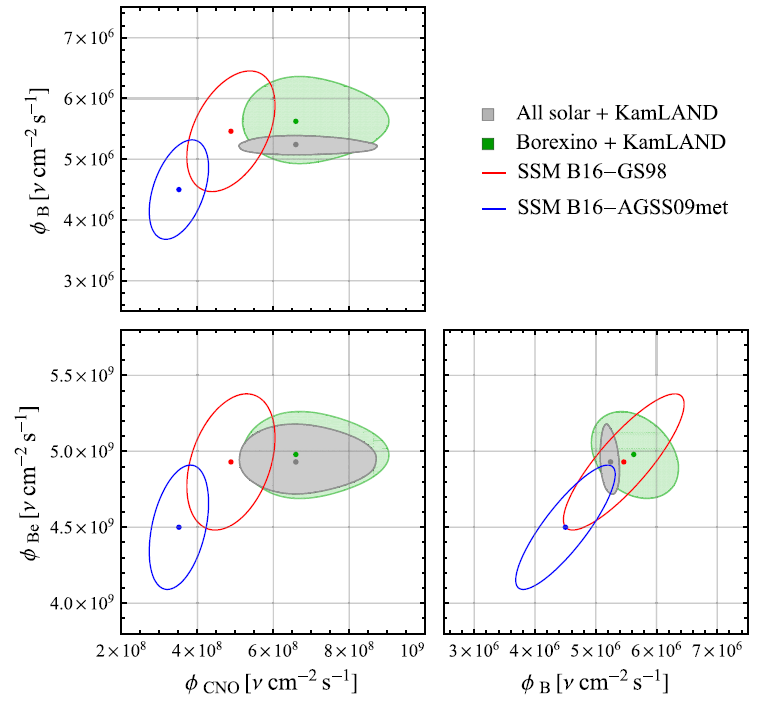 7×10⁶
6×10⁶
5×10⁶
4×10⁶
3×10⁶
ϕ B [ν cm⁻² s⁻¹]
All solar + KamLAND
Borexino + KamLAND
SSM B16−GS98
SSM B16−AGSS09met
5.5×10⁹
5.0×10⁹
4.5×10⁹
4.0×10⁹
ϕ Be [ν cm⁻² s⁻¹]
2×10⁸ 4×10⁸ 6×10⁸ 8×10⁸ 10⁹
ϕ CNO [ν cm⁻² s⁻¹]
3×10⁶ 4×10⁶ 5×10⁶ 6×10⁶ 7×10⁶
ϕ B [ν cm⁻² s⁻¹]